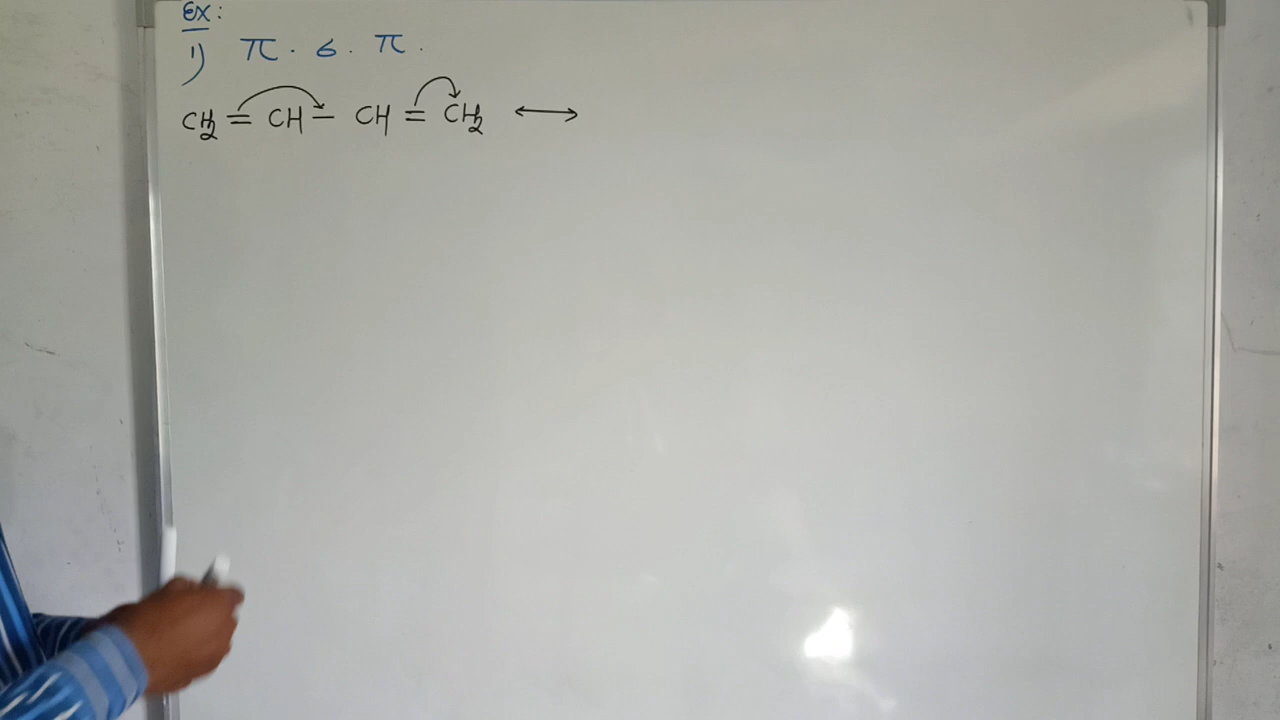 Ex:
1) π . σ . π .
CH₂ = CH – CH = CH₂ ⟷